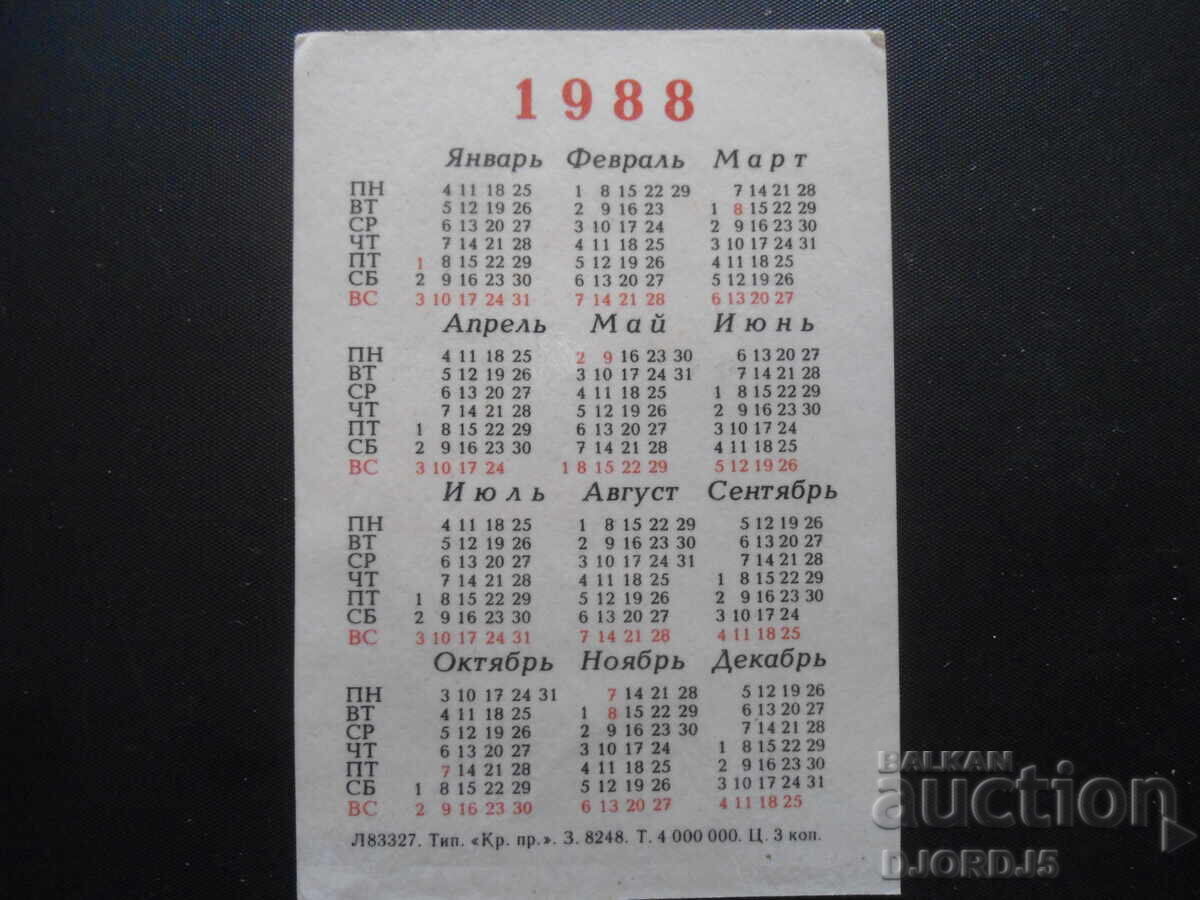 1988
Январь Февраль Март
ПН 4 11 18 25 1 8 15 22 29 7 14 21 28
ВТ 5 12 19 26 2 9 16 23 1 8 15 22 29
СР 6 13 20 27 3 10 17 24 2 9 16 23 30
ЧТ 7 14 21 28 4 11 18 25 3 10 17 24 31
ПТ 1 8 15 22 29 5 12 19 26 4 11 18 25
СБ 2 9 16 23 30 6 13 20 27 5 12 19 26
ВС 3 10 17 24 31 7 14 21 28 6 13 20 27
Апрель Май Июнь
ПН 4 11 18 25 2 9 16 23 30 6 13 20 27
ВТ 5 12 19 26 3 10 17 24 31 7 14 21 28
СР 6 13 20 27 4 11 18 25 1 8 15 22 29
ЧТ 7 14 21 28 5 12 19 26 2 9 16 23 30
ПТ 1 8 15 22 29 6 13 20 27 3 10 17 24
СБ 2 9 16 23 30 7 14 21 28 4 11 18 25
ВС 3 10 17 24 1 8 15 22 29 5 12 19 26
Июль Август Сентябрь
ПН 4 11 18 25 1 8 15 22 29 5 12 19 26
ВТ 5 12 19 26 2 9 16 23 30 6 13 20 27
СР 6 13 20 27 3 10 17 24 31 7 14 21 28
ЧТ 7 14 21 28 4 11 18 25 1 8 15 22 29
ПТ 1 8 15 22 29 5 12 19 26 2 9 16 23 30
СБ 2 9 16 23 30 6 13 20 27 3 10 17 24
ВС 3 10 17 24 31 7 14 21 28 4 11 18 25
Октябрь Ноябрь Декабрь
ПН 3 10 17 24 31 7 14 21 28 5 12 19 26
ВТ 4 11 18 25 1 8 15 22 29 6 13 20 27
СР 5 12 19 26 2 9 16 23 30 7 14 21 28
ЧТ 6 13 20 27 3 10 17 24 1 8 15 22 29
ПТ 7 14 21 28 4 11 18 25 2 9 16 23 30
СБ 1 8 15 22 29 5 12 19 26 3 10 17 24 31
ВС 2 9 16 23 30 6 13 20 27 4 11 18 25
Л83327. Тип. «Кр. пр.». З. 8248. Т. 4 000 000. Ц. 3 коп.
BALKAN
auction
DJORDJ5